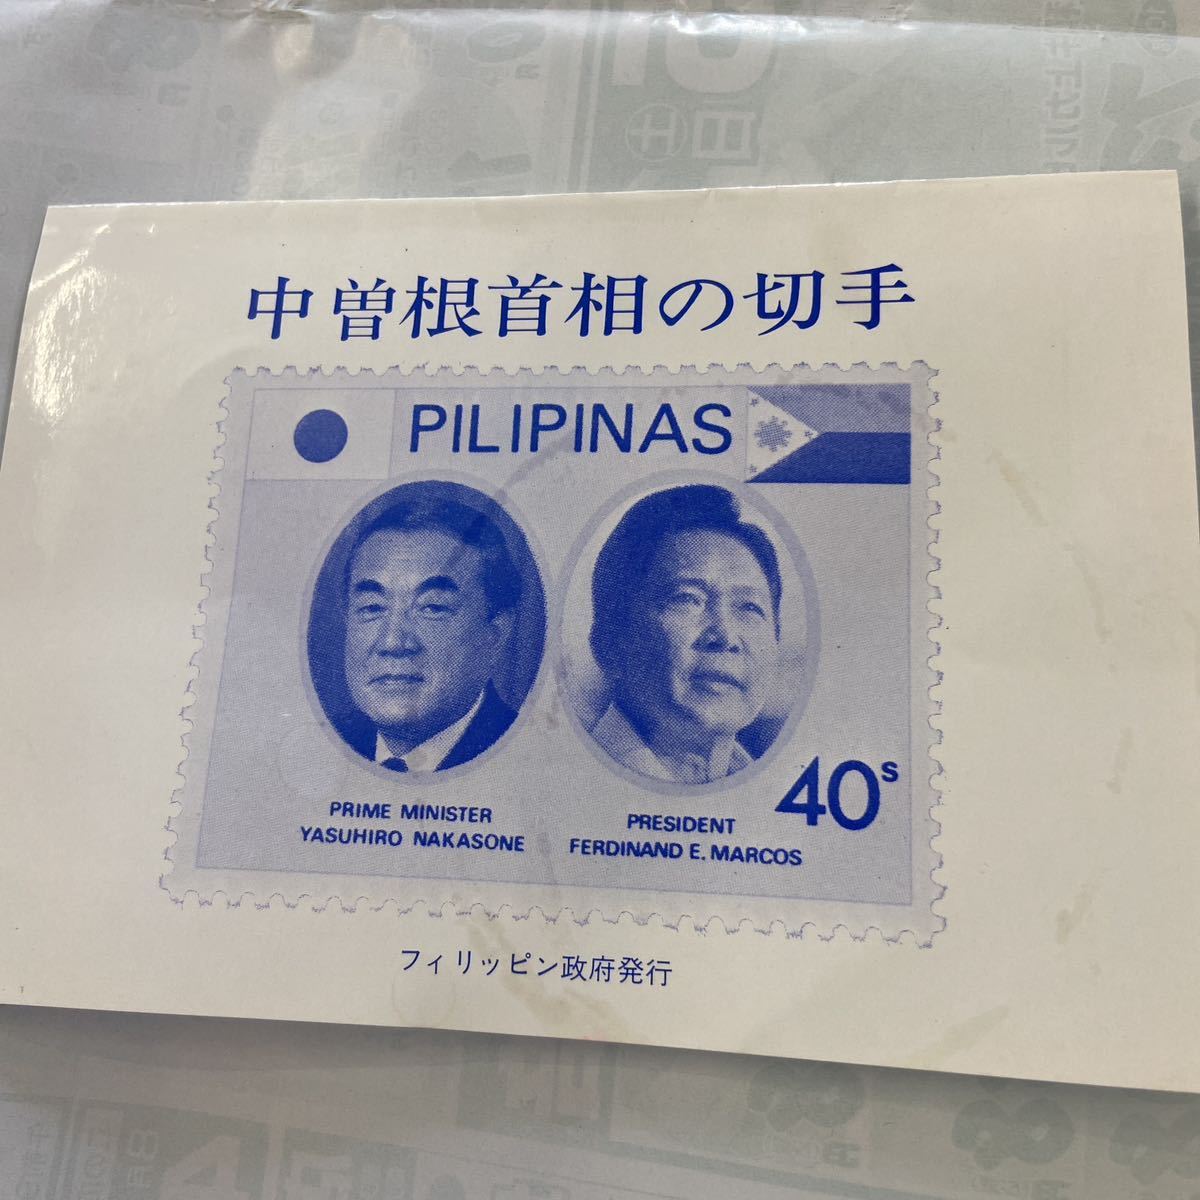 中曽根首相の切手
PILIPINAS
40s
PRIME MINISTER
YASUHIRO NAKASONE
PRESIDENT
FERDINAND E. MARCOS
フィリッピン政府発行